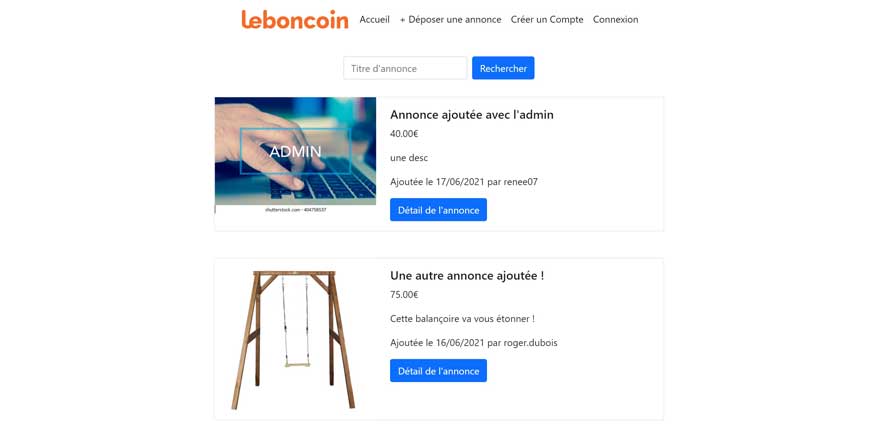 leboncoin Accueil + Déposer une annonce Créer un Compte Connexion
Titre d'annonce Rechercher
ADMIN
shutterstock.com • 404758537
Annonce ajoutée avec l'admin
40.00€
une desc
Ajoutée le 17/06/2021 par renee07
Détail de l'annonce
Une autre annonce ajoutée !
75.00€
Cette balançoire va vous étonner !
Ajoutée le 16/06/2021 par roger.dubois
Détail de l'annonce